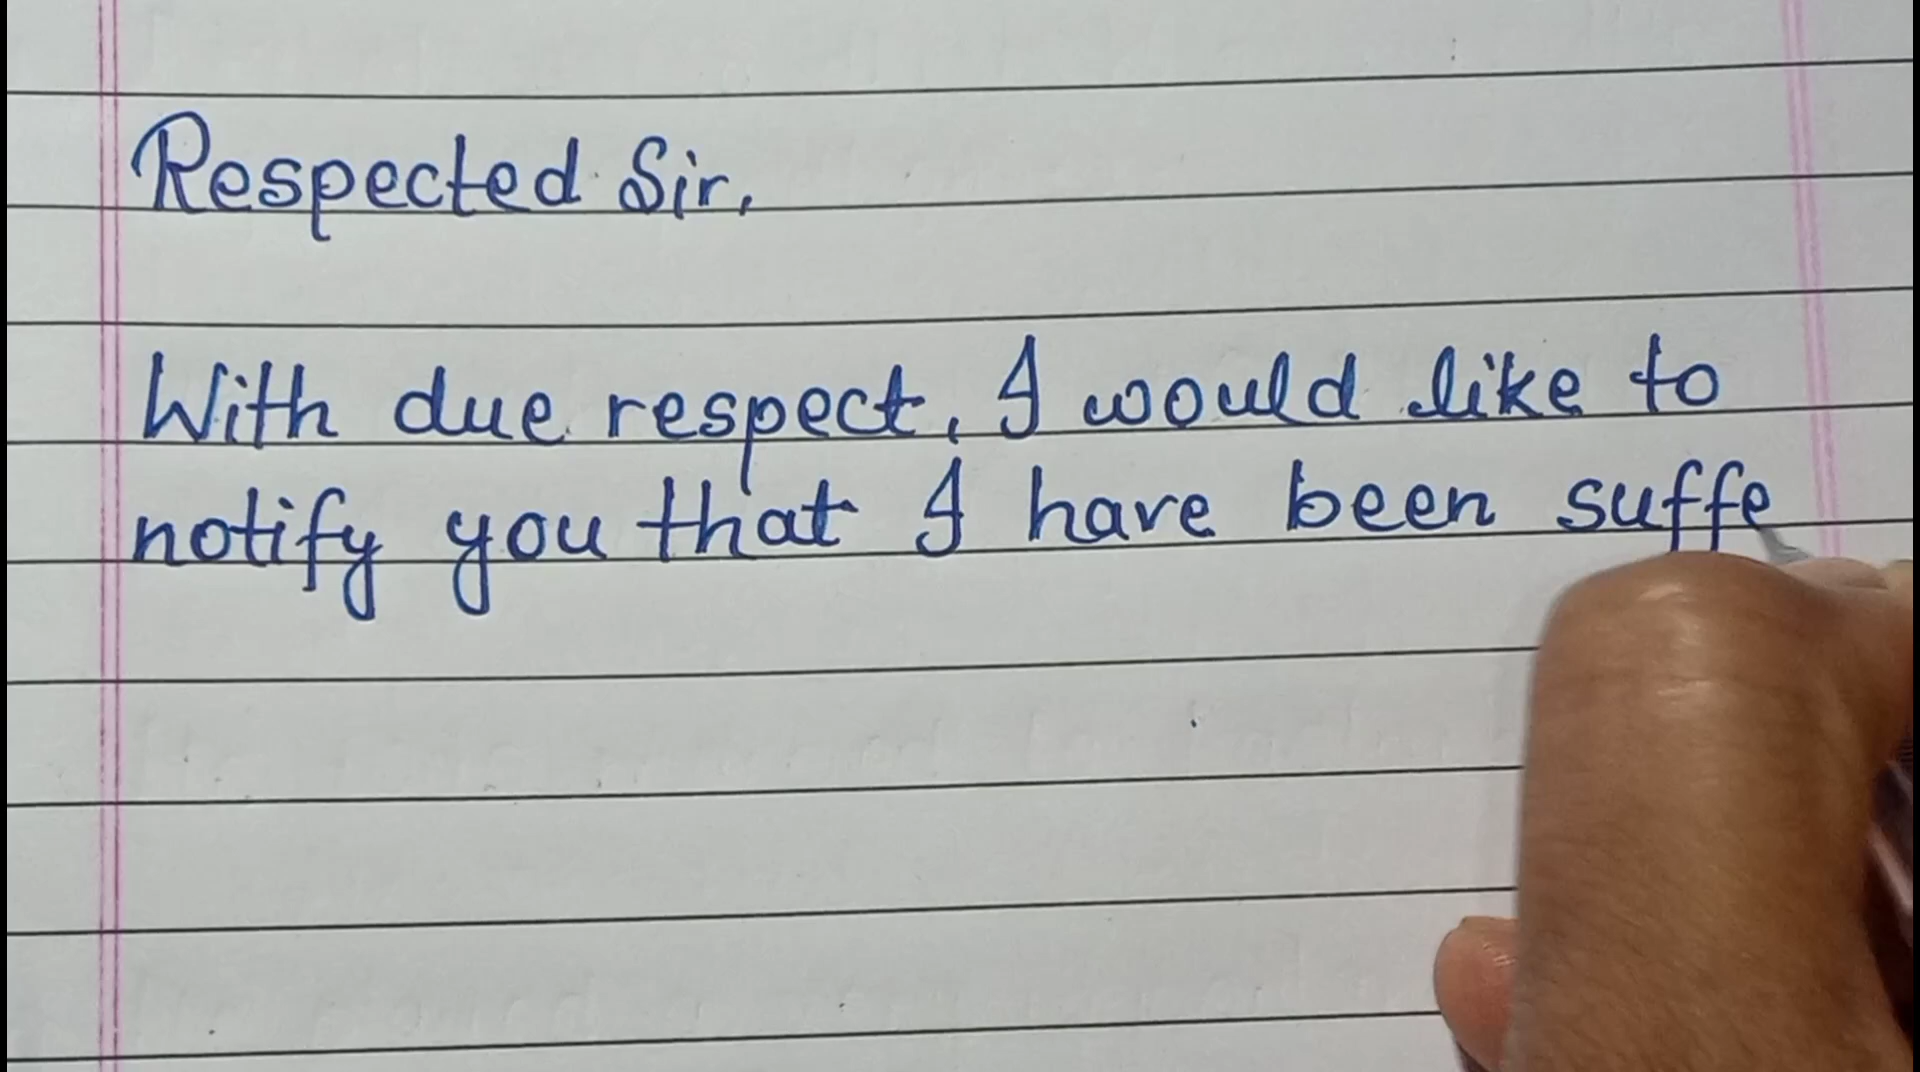 Respected Sir,
With due respect, I would like to
notify you that I have been suffe